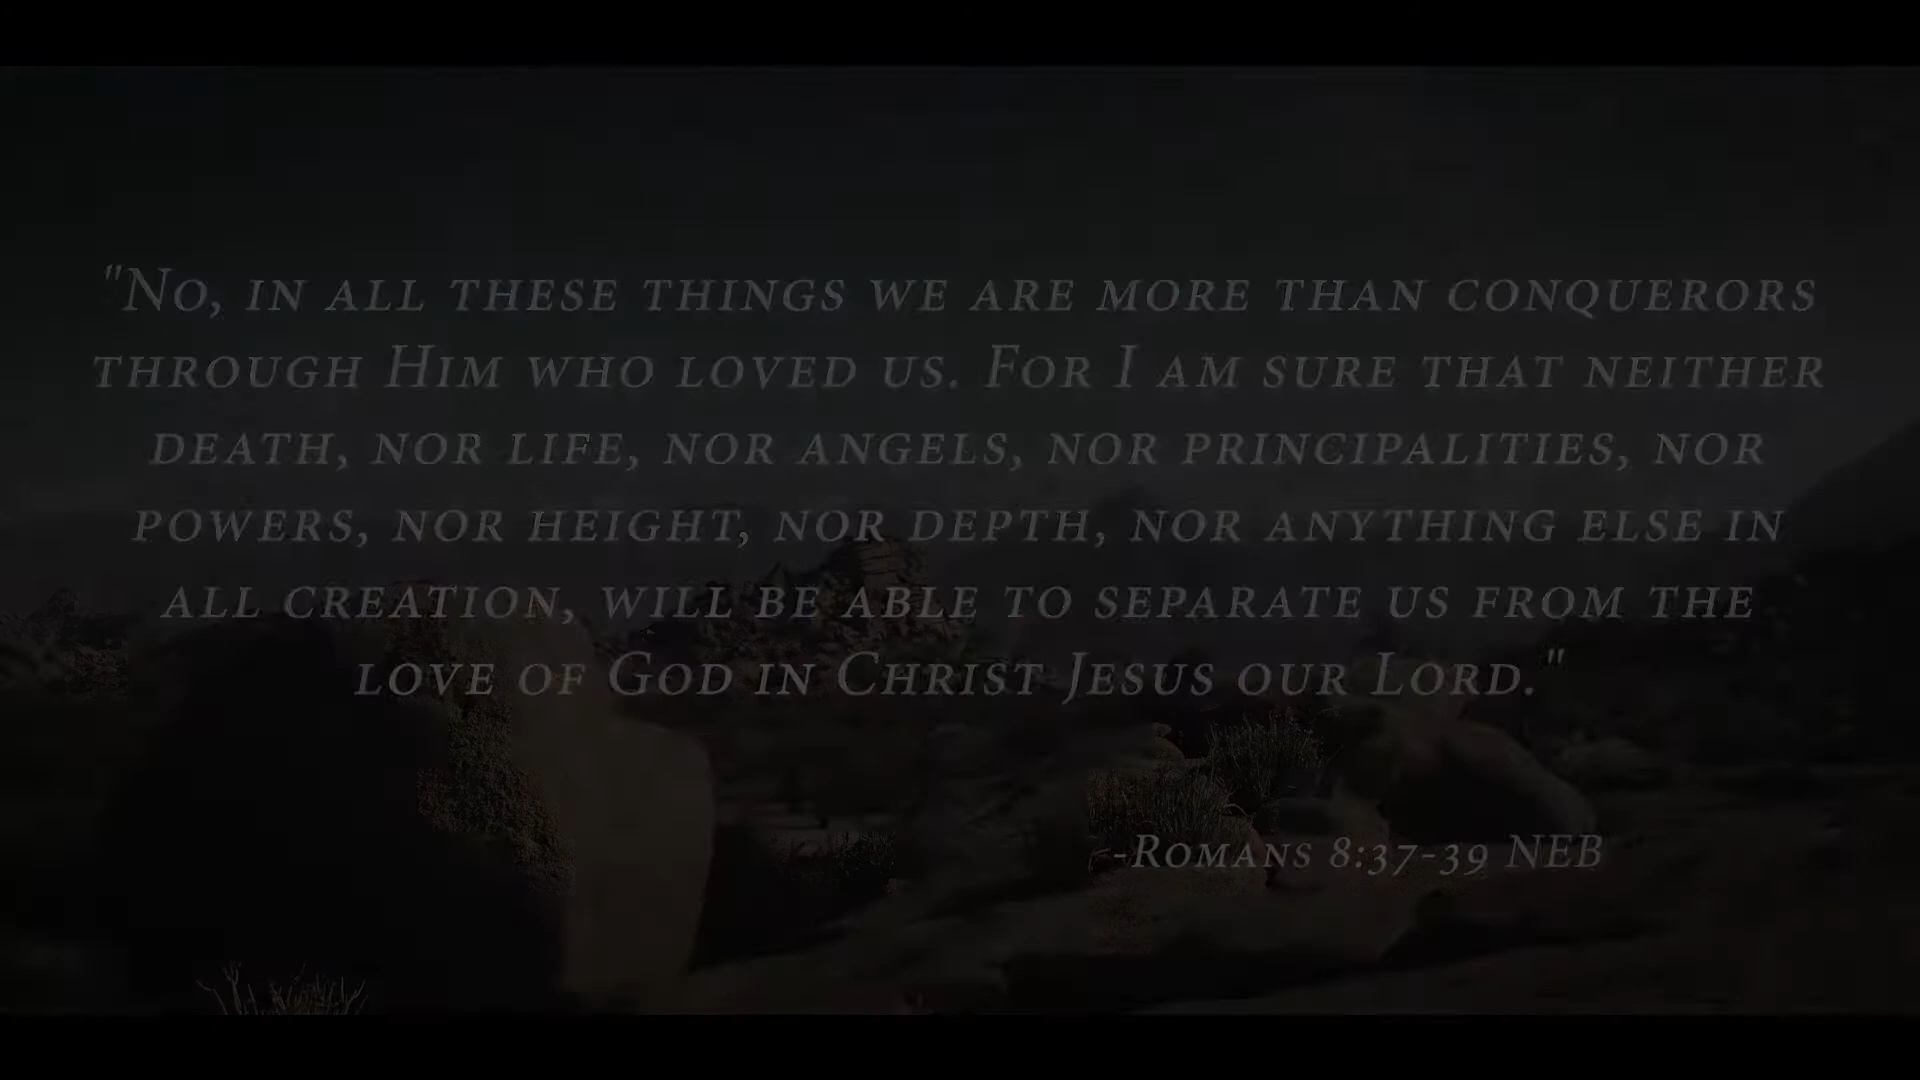 "No, in all these things we are more than conquerors
through Him who loved us. For I am sure that neither
death, nor life, nor angels, nor principalities, nor
powers, nor height, nor depth, nor anything else in
all creation, will be able to separate us from the
love of God in Christ Jesus our Lord."
-Romans 8:37-39 NEB